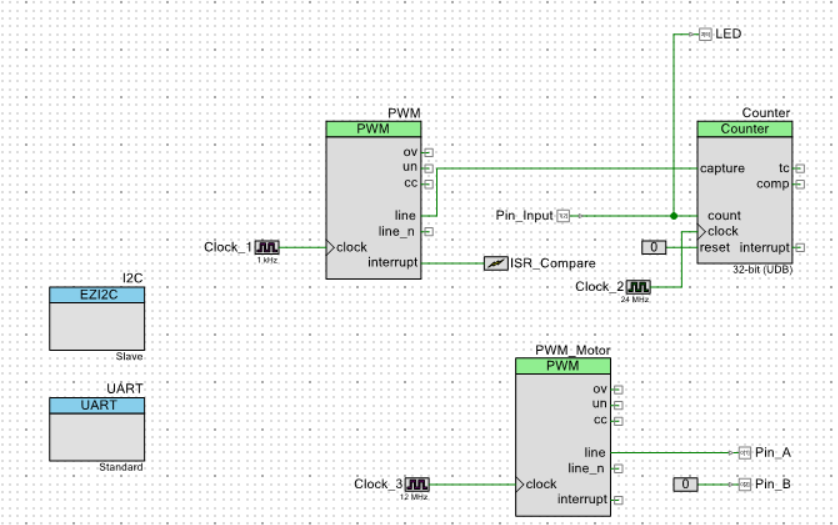 LED
PWM
PWM
ov
un
cc
line
line_n
clock
interrupt
Clock_1
1 kHz
ISR_Compare
Counter
Counter
capture
tc
comp
count
clock
reset
interrupt
32-bit (UDB)
Pin_Input
0
Clock_2
24 MHz
I2C
EZI2C
Slave
UART
UART
Standard
PWM_Motor
PWM
ov
un
cc
line
line_n
clock
interrupt
Clock_3
12 MHz
Pin_A
0
Pin_B